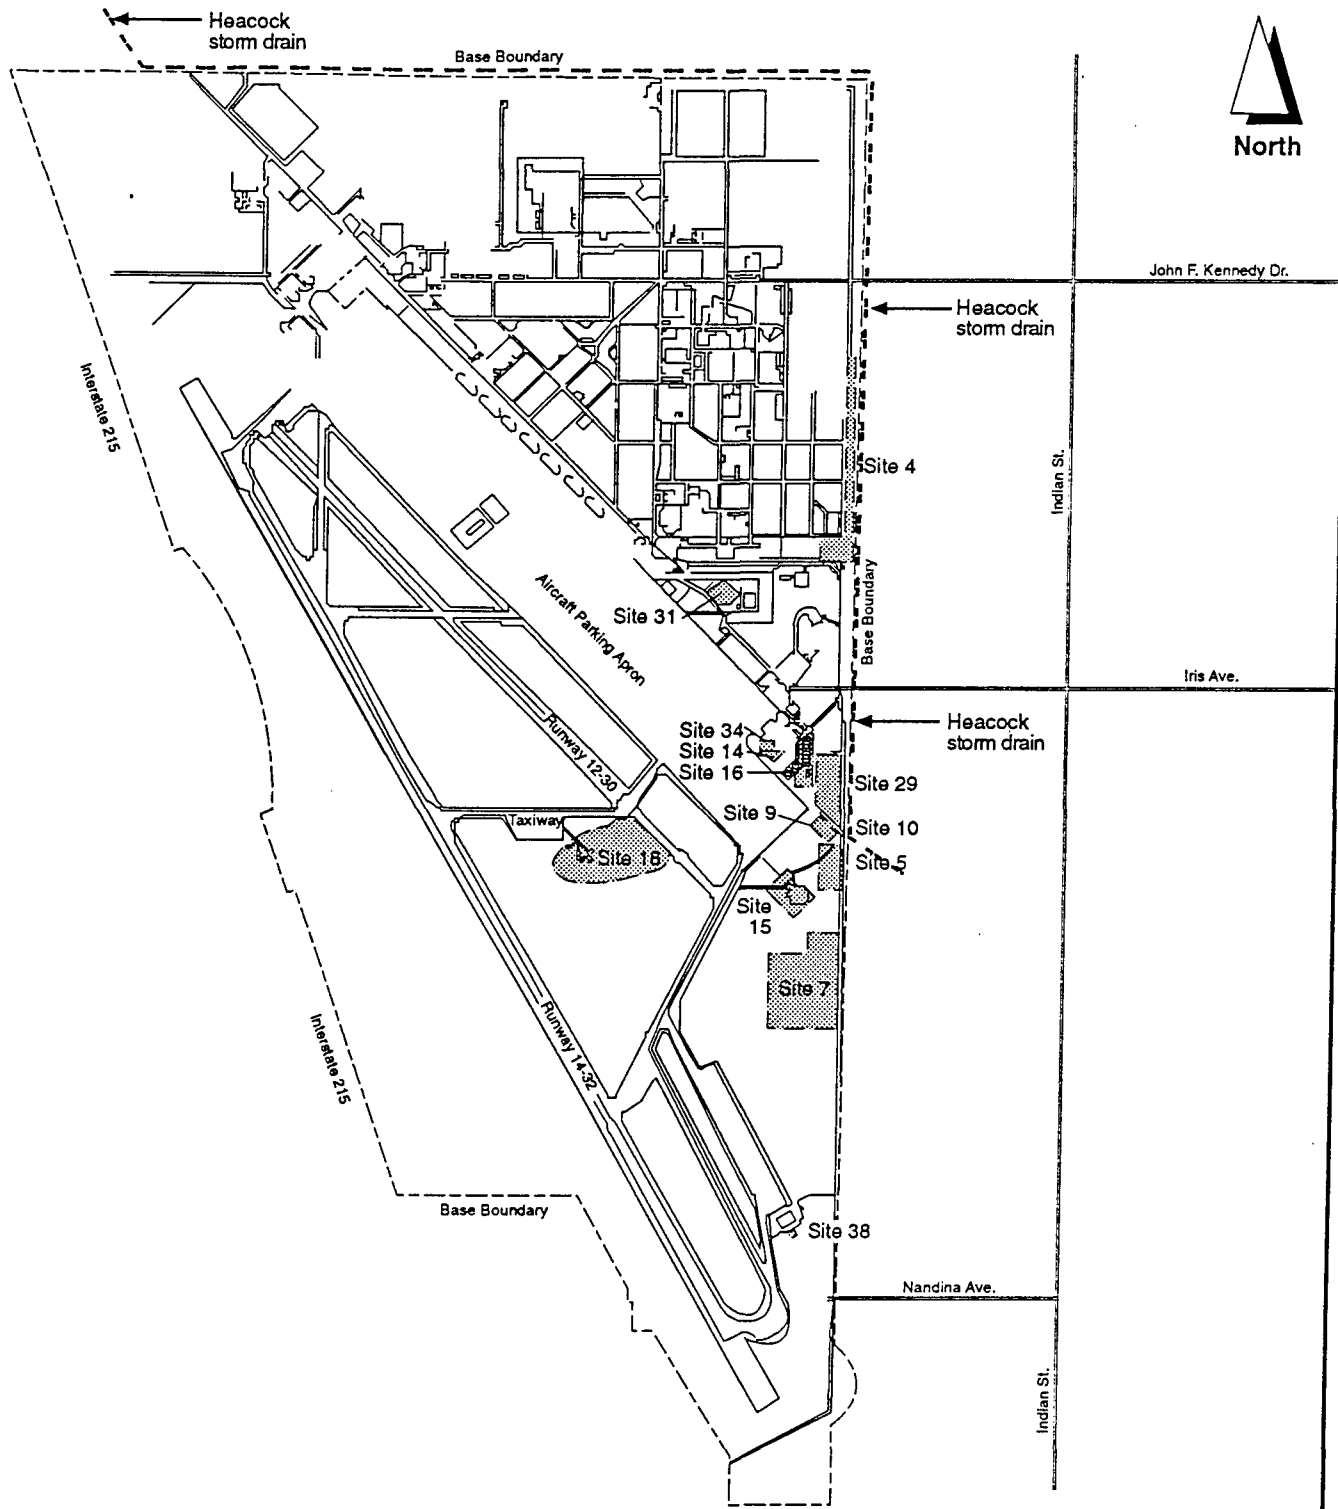 Heacock
storm drain
Base Boundary
North
John F. Kennedy Dr.
Heacock
storm drain
Interstate 215
Site 4
Indian St.
Aircraft Parking Apron
Base Boundary
Site 31
Iris Ave.
Runway 12-30
Site 34
Site 14
Site 16
Heacock
storm drain
Site 29
Site 9
Site 10
Taxiway
Site 18
Site 5
Site
15
Site 7
Interstate 215
Runway 14-32
Base Boundary
Site 38
Nandina Ave.
Indian St.